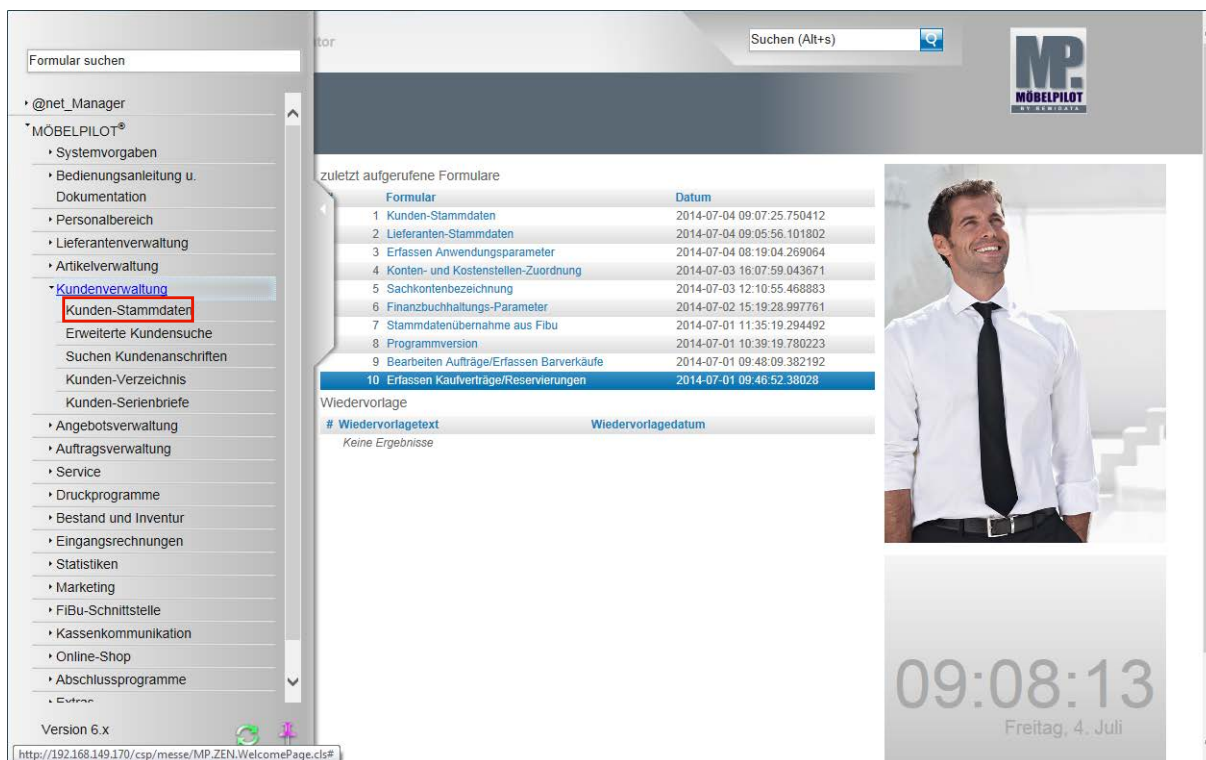 tor
Suchen (Alt+s)
MP.
MÖBELPILOT
BY BEMIDATA
Formular suchen
@net_Manager
MÖBELPILOT®
Systemvorgaben
Bedienungsanleitung u.
Dokumentation
Personalbereich
Lieferantenverwaltung
Artikelverwaltung
Kundenverwaltung
Kunden-Stammdaten
Erweiterte Kundensuche
Suchen Kundenanschriften
Kunden-Verzeichnis
Kunden-Serienbriefe
Angebotsverwaltung
Auftragsverwaltung
Service
Druckprogramme
Bestand und Inventur
Eingangsrechnungen
Statistiken
Marketing
FiBu-Schnittstelle
Kassenkommunikation
Online-Shop
Abschlussprogramme
Extras
Version 6.x
http://192.168.149.170/csp/messe/MP.ZEN.WelcomePage.cls#
zuletzt aufgerufene Formulare
Formular Datum
1 Kunden-Stammdaten 2014-07-04 09:07:25.750412
2 Lieferanten-Stammdaten 2014-07-04 09:05:56.101802
3 Erfassen Anwendungsparameter 2014-07-04 08:19:04.269064
4 Konten- und Kostenstellen-Zuordnung 2014-07-03 16:07:59.043671
5 Sachkontenbezeichnung 2014-07-03 12:10:55.468883
6 Finanzbuchhaltungs-Parameter 2014-07-02 15:19:28.997761
7 Stammdatenübernahme aus Fibu 2014-07-01 11:35:19.294492
8 Programmversion 2014-07-01 10:39:19.780223
9 Bearbeiten Aufträge/Erfassen Barverkäufe 2014-07-01 09:48:09.382192
10 Erfassen Kaufverträge/Reservierungen 2014-07-01 09:46:52.38028
Wiedervorlage
# Wiedervorlagetext Wiedervorlagedatum
Keine Ergebnisse
09:08:13
Freitag, 4. Juli